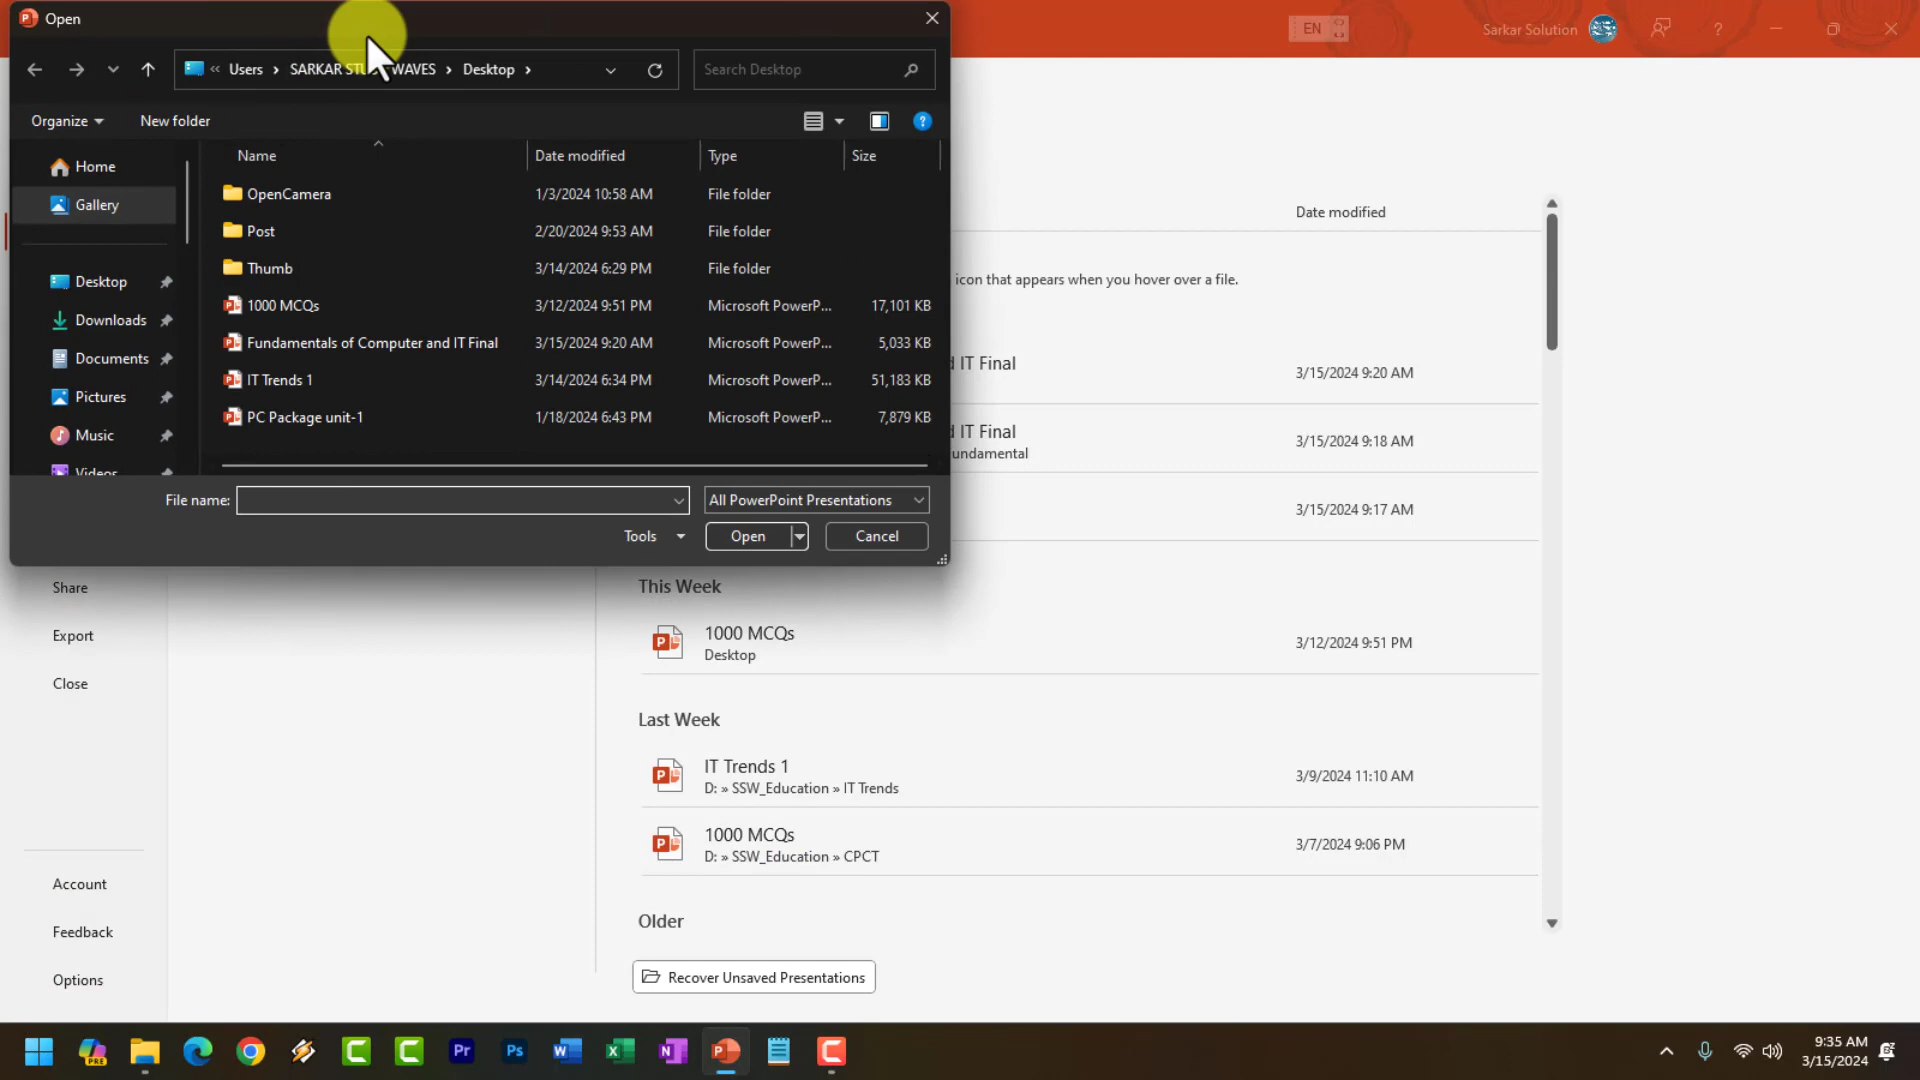 Open
EN
Sarkar Solution
?
« Users › SARKAR STU WAVES › Desktop ›
Search Desktop
Organize
New folder
?
Name
Date modified
Type
Size
Home
Gallery
Desktop
Downloads
Documents
Pictures
Music
Videos
OpenCamera 1/3/2024 10:58 AM File folder
Post 2/20/2024 9:53 AM File folder
Thumb 3/14/2024 6:29 PM File folder
1000 MCQs 3/12/2024 9:51 PM Microsoft PowerP... 17,101 KB
Fundamentals of Computer and IT Final 3/15/2024 9:20 AM Microsoft PowerP... 5,033 KB
IT Trends 1 3/14/2024 6:34 PM Microsoft PowerP... 51,183 KB
PC Package unit-1 1/18/2024 6:43 PM Microsoft PowerP... 7,879 KB
File name:
All PowerPoint Presentations
Tools
Open
Cancel
Date modified
icon that appears when you hover over a file.
IT Final
3/15/2024 9:20 AM
IT Final
undamental
3/15/2024 9:18 AM
3/15/2024 9:17 AM
Share
Export
Close
Account
Feedback
Options
This Week
1000 MCQs
Desktop
3/12/2024 9:51 PM
Last Week
IT Trends 1
D: » SSW_Education » IT Trends
3/9/2024 11:10 AM
1000 MCQs
D: » SSW_Education » CPCT
3/7/2024 9:06 PM
Older
Recover Unsaved Presentations
PRE
Pr
Ps
9:35 AM
3/15/2024